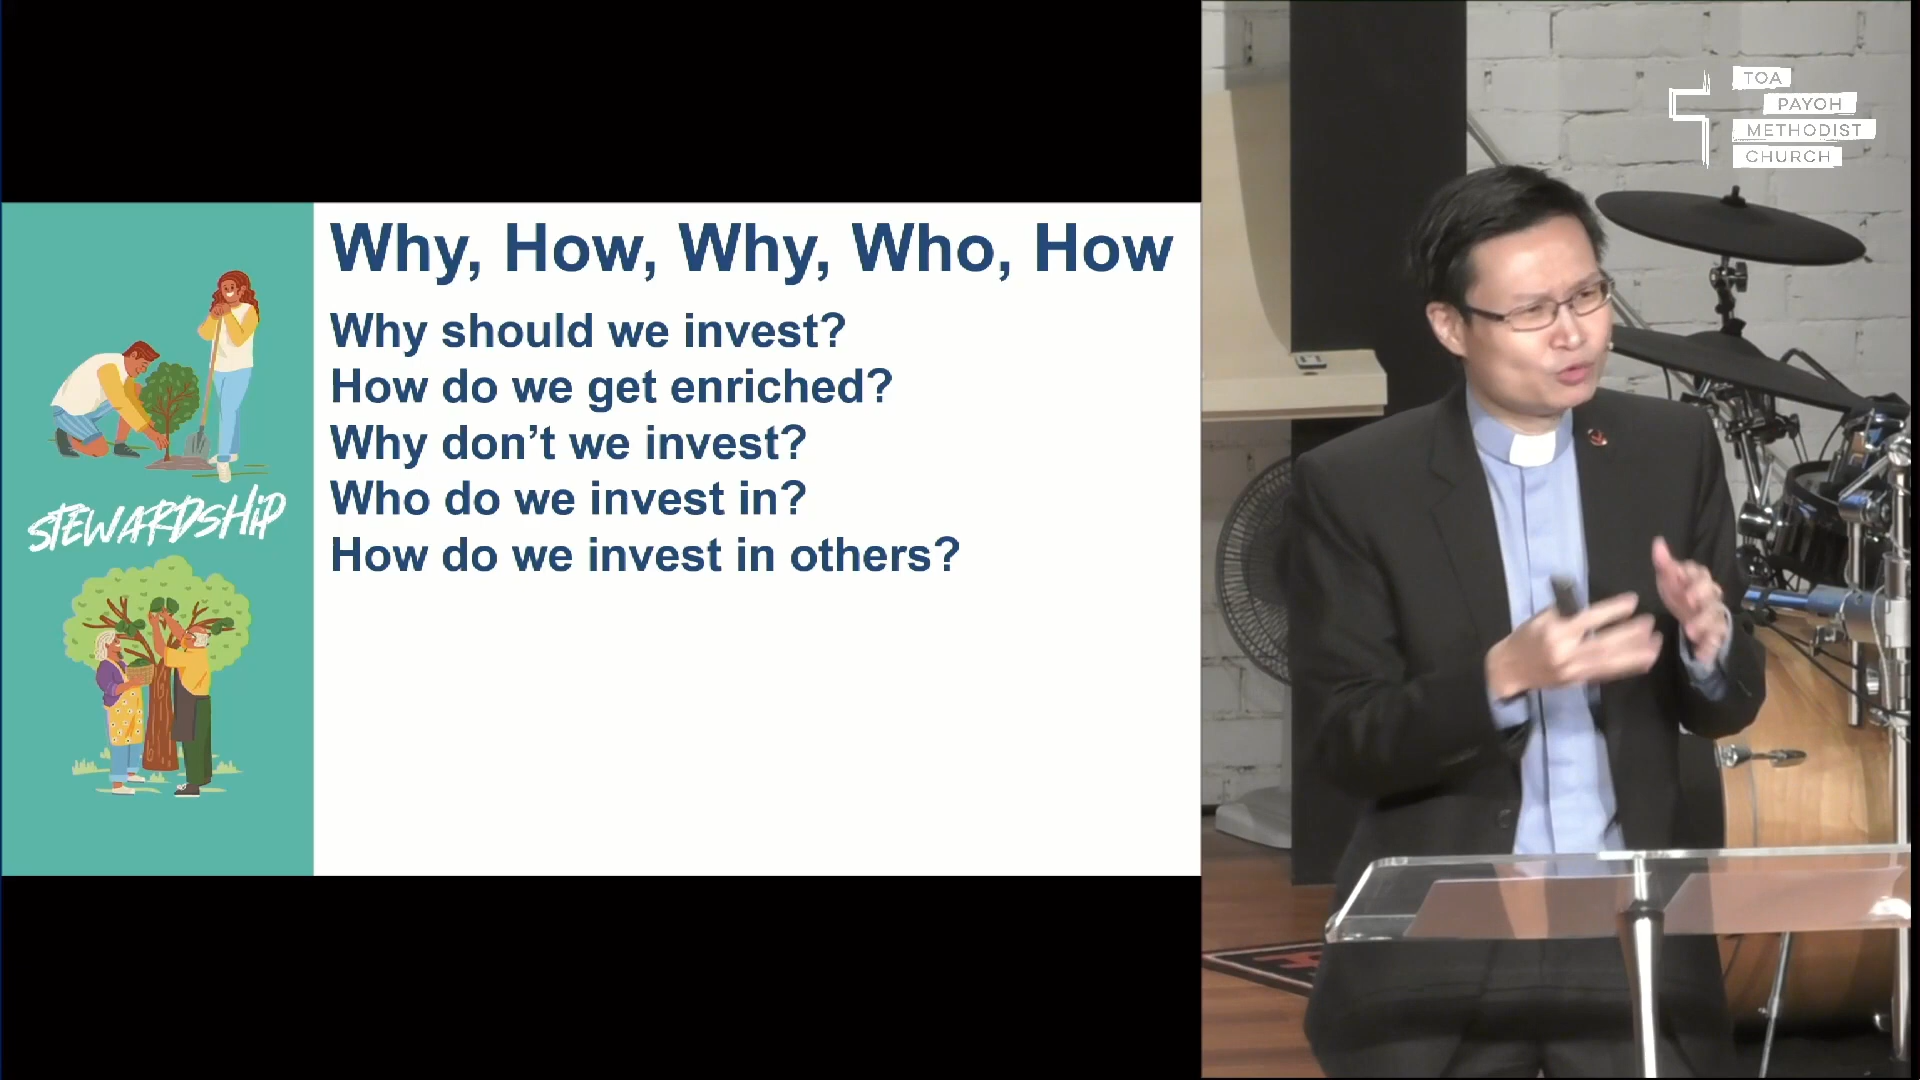 Why, How, Why, Who, How
Why should we invest?
How do we get enriched?
Why don’t we invest?
Who do we invest in?
How do we invest in others?
STEWARDSHIP
TOA
PAYOH
METHODIST
CHURCH